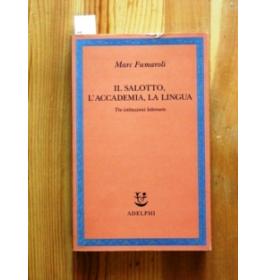 Marc Fumaroli
IL SALOTTO,
L'ACCADEMIA, LA LINGUA
Tre istituzioni letterarie
ADELPHI